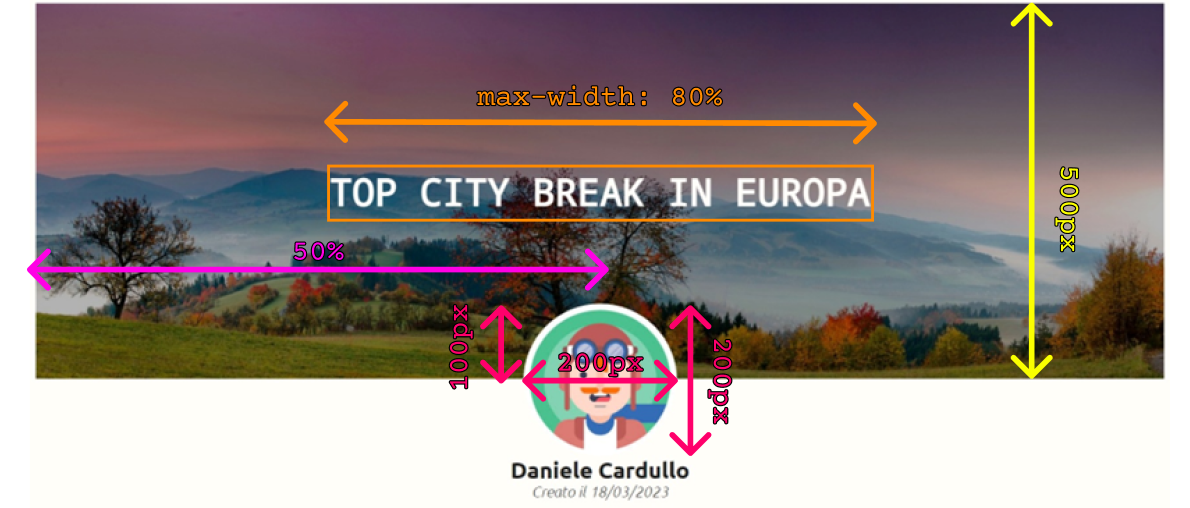 max-width: 80%
500px
TOP CITY BREAK IN EUROPA
50%
100px
200px
200px
Daniele Cardullo
Creato il 18/03/2023